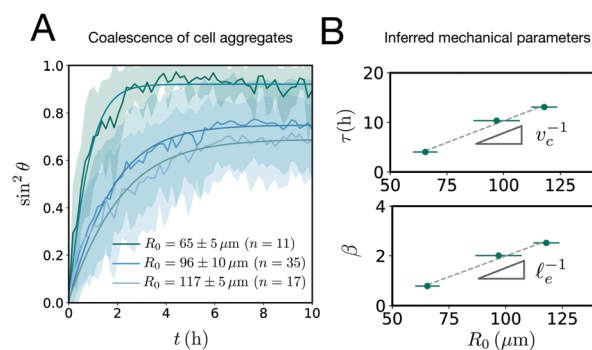 A
Coalescence of cell aggregates
sin² θ
1.0
0.8
0.6
0.4
0.2
0.0
R₀ = 65 ± 5 μm (n = 11)
R₀ = 96 ± 10 μm (n = 35)
R₀ = 117 ± 5 μm (n = 17)
0 2 4 6 8 10
t (h)
B
Inferred mechanical parameters
τ(h)
20
10
0
v_c⁻¹
50 75 100 125
β
4
2
0
ℓ_e⁻¹
50 75 100 125
R₀ (μm)